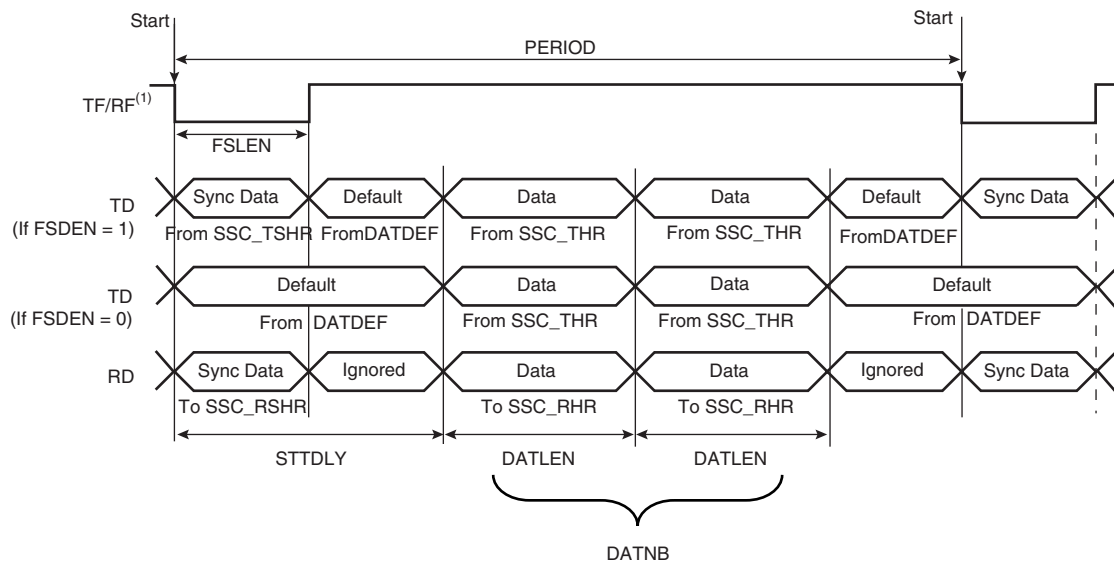 Start
Start
PERIOD
TF/RF(1)
FSLEN
TD
(If FSDEN = 1)
Sync Data
Default
Data
Data
Default
Sync Data
From SSC_TSHR
FromDATDEF
From SSC_THR
From SSC_THR
FromDATDEF
TD
(If FSDEN = 0)
Default
Data
Data
Default
From DATDEF
From SSC_THR
From SSC_THR
From DATDEF
RD
Sync Data
Ignored
Data
Data
Ignored
Sync Data
To SSC_RSHR
To SSC_RHR
To SSC_RHR
STTDLY
DATLEN
DATLEN
DATNB